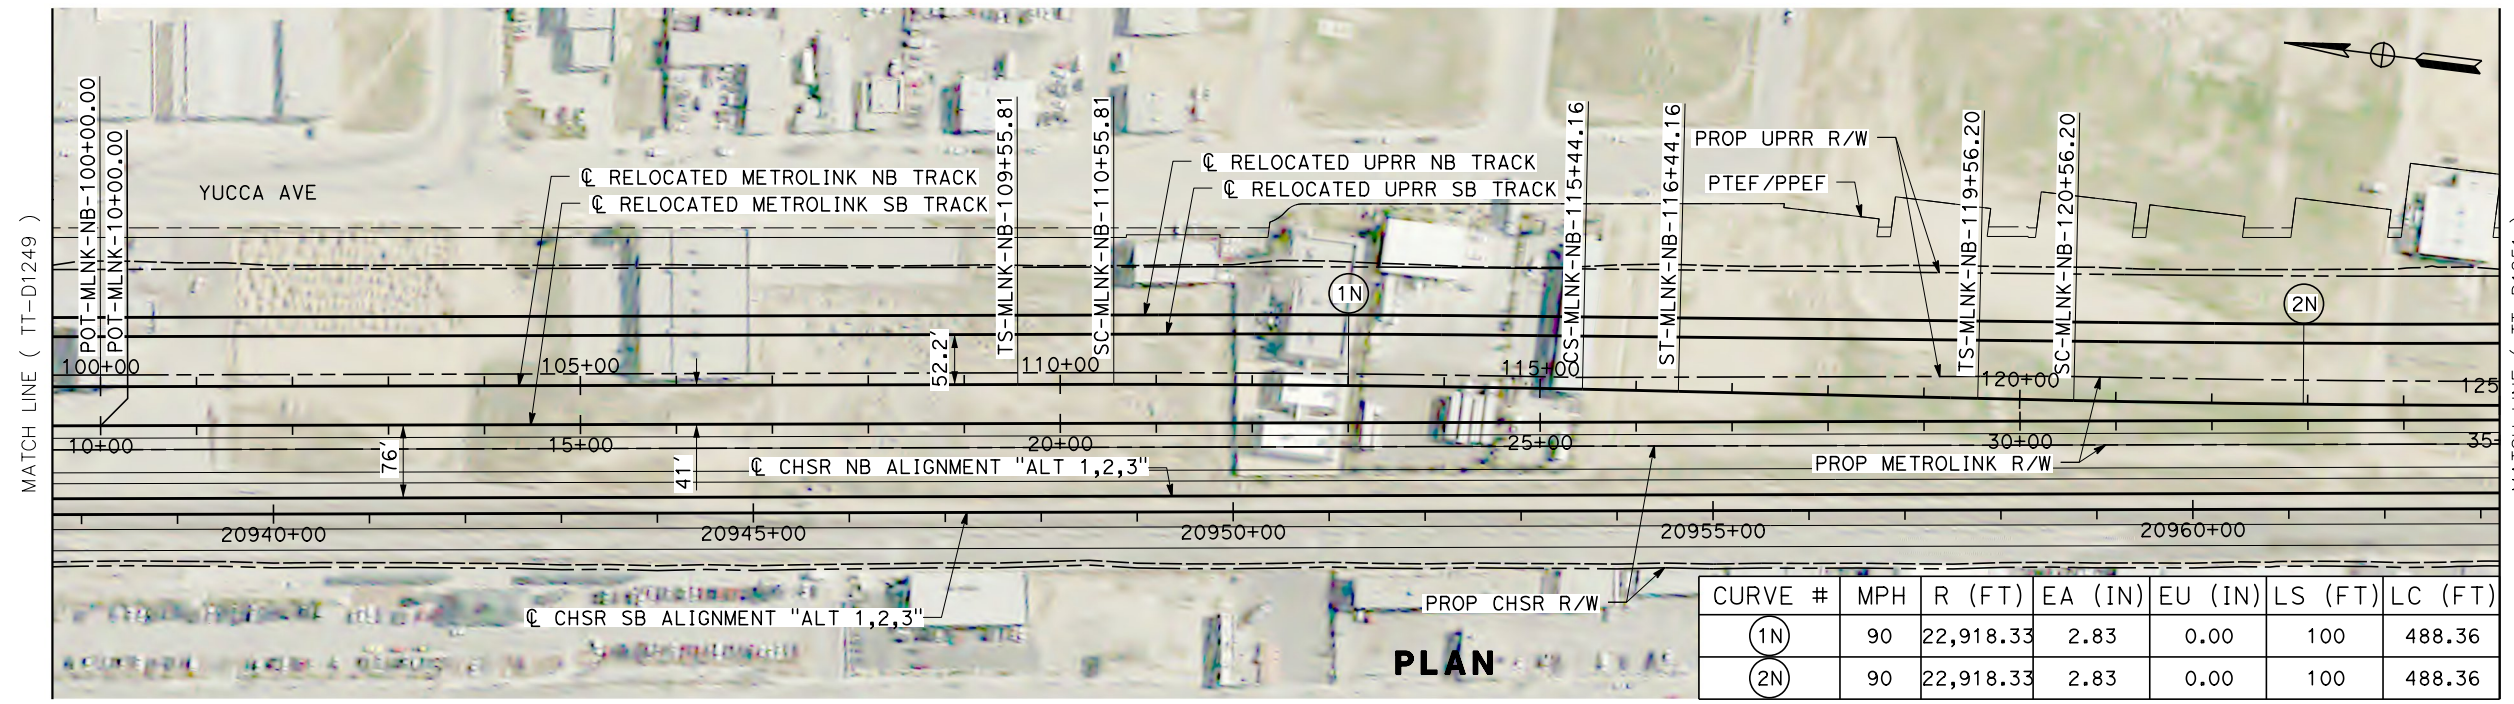 MATCH LINE ( TT-D1249 )
POT-MLNK-NB-100+00.00
POT-MLNK-10+00.00
YUCCA AVE
℄ RELOCATED METROLINK NB TRACK
℄ RELOCATED METROLINK SB TRACK
TS-MLNK-NB-109+55.81
SC-MLNK-NB-110+55.81
℄ RELOCATED UPRR NB TRACK
℄ RELOCATED UPRR SB TRACK
CS-MLNK-NB-115+44.16
ST-MLNK-NB-116+44.16
PROP UPRR R/W
PTEF/PPEF
TS-MLNK-NB-119+56.20
SC-MLNK-NB-120+56.20
1N
2N
52.2'
100+00
105+00
110+00
115+00
120+00
125
10+00
15+00
20+00
25+00
30+00
35
76'
41'
℄ CHSR NB ALIGNMENT "ALT 1,2,3"
PROP METROLINK R/W
20940+00
20945+00
20950+00
20955+00
20960+00
℄ CHSR SB ALIGNMENT "ALT 1,2,3"
PROP CHSR R/W
PLAN
CURVE # MPH R (FT) EA (IN) EU (IN) LS (FT) LC (FT)
1N 90 22,918.33 2.83 0.00 100 488.36
2N 90 22,918.33 2.83 0.00 100 488.36